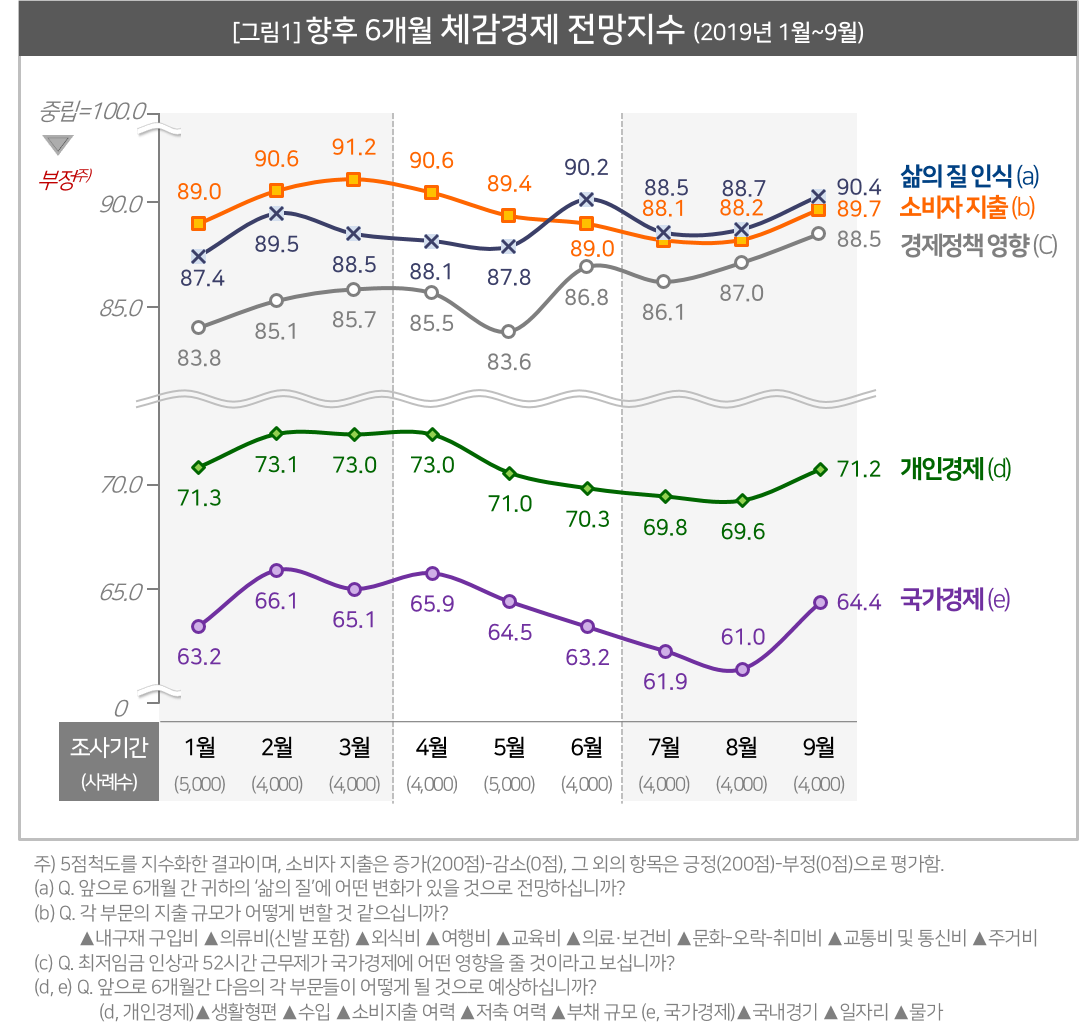 [그림1] 향후 6개월 체감경제 전망지수 (2019년 1월~9월)
중립=100.0
부정주)
90.0
85.0
70.0
65.0
0
89.0 90.6 91.2 90.6 89.4 89.0 88.1 88.2 89.7 소비자 지출 (b)
87.4 89.5 88.5 88.1 87.8 90.2 88.5 88.7 90.4 삶의 질 인식 (a)
83.8 85.1 85.7 85.5 83.6 86.8 86.1 87.0 88.5 경제정책 영향 (C)
71.3 73.1 73.0 73.0 71.0 70.3 69.8 69.6 71.2 개인경제 (d)
63.2 66.1 65.1 65.9 64.5 63.2 61.9 61.0 64.4 국가경제 (e)
조사기간 1월 2월 3월 4월 5월 6월 7월 8월 9월
(사례수) (5,000) (4,000) (4,000) (4,000) (5,000) (4,000) (4,000) (4,000) (4,000)
주) 5점척도를 지수화한 결과이며, 소비자 지출은 증가(200점)-감소(0점), 그 외의 항목은 긍정(200점)-부정(0점)으로 평가함.
(a) Q. 앞으로 6개월 간 귀하의 ‘삶의 질’에 어떤 변화가 있을 것으로 전망하십니까?
(b) Q. 각 부문의 지출 규모가 어떻게 변할 것 같으십니까?
▲내구재 구입비 ▲의류비(신발 포함) ▲외식비 ▲여행비 ▲교육비 ▲의료·보건비 ▲문화-오락-취미비 ▲교통비 및 통신비 ▲주거비
(c) Q. 최저임금 인상과 52시간 근무제가 국가경제에 어떤 영향을 줄 것이라고 보십니까?
(d, e) Q. 앞으로 6개월간 다음의 각 부문들이 어떻게 될 것으로 예상하십니까?
(d, 개인경제)▲생활형편 ▲수입 ▲소비지출 여력 ▲저축 여력 ▲부채 규모 (e, 국가경제)▲국내경기 ▲일자리 ▲물가